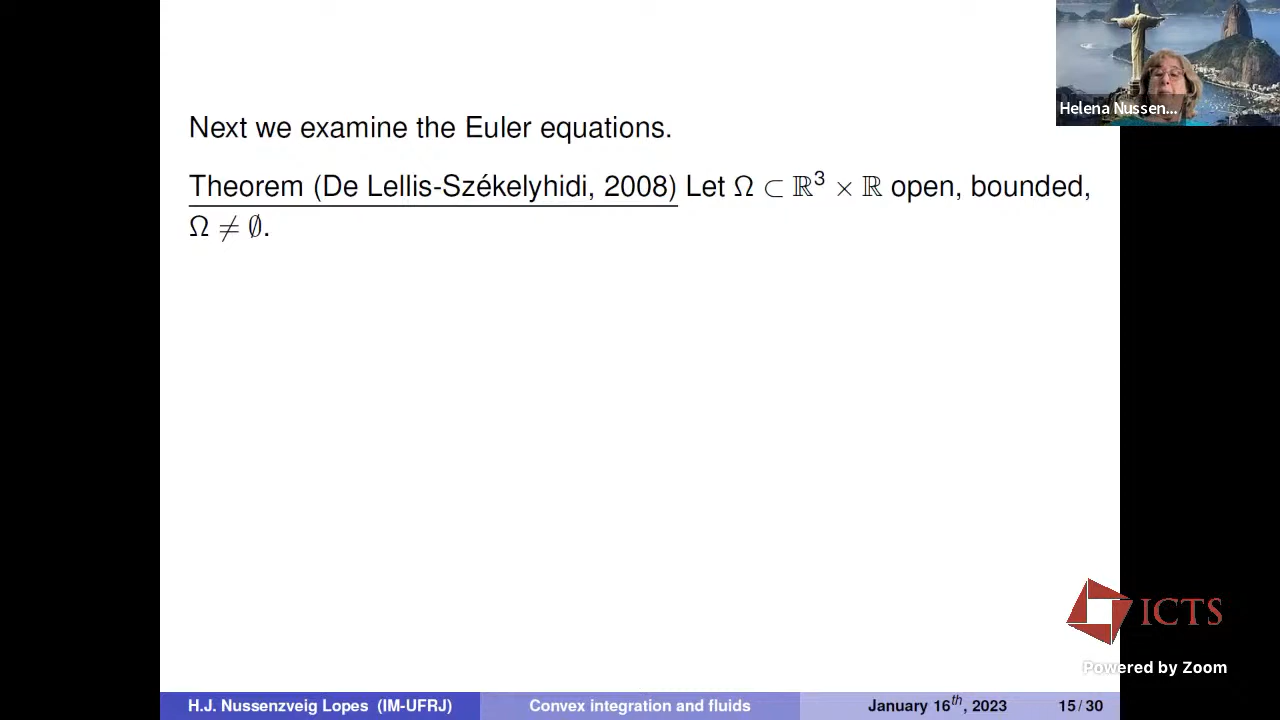 Helena Nussen...
Next we examine the Euler equations.
Theorem (De Lellis-Székelyhidi, 2008) Let Ω ⊂ ℝ³ × ℝ open, bounded,
Ω ≠ ∅.
ICTS
Powered by Zoom
H.J. Nussenzveig Lopes (IM-UFRJ) Convex integration and fluids January 16th, 2023 15 / 30